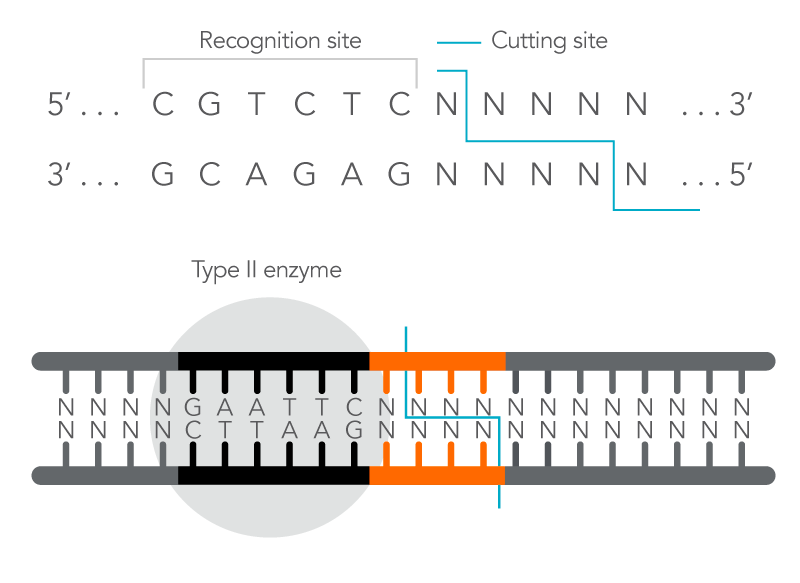 Recognition site
Cutting site
5′... C G T C T C N N N N N ...3′
3′... G C A G A G N N N N N ...5′
Type II enzyme
N N N N G A A T T C N N N N N N N N N N N N
N N N N C T T A A G N N N N N N N N N N N N